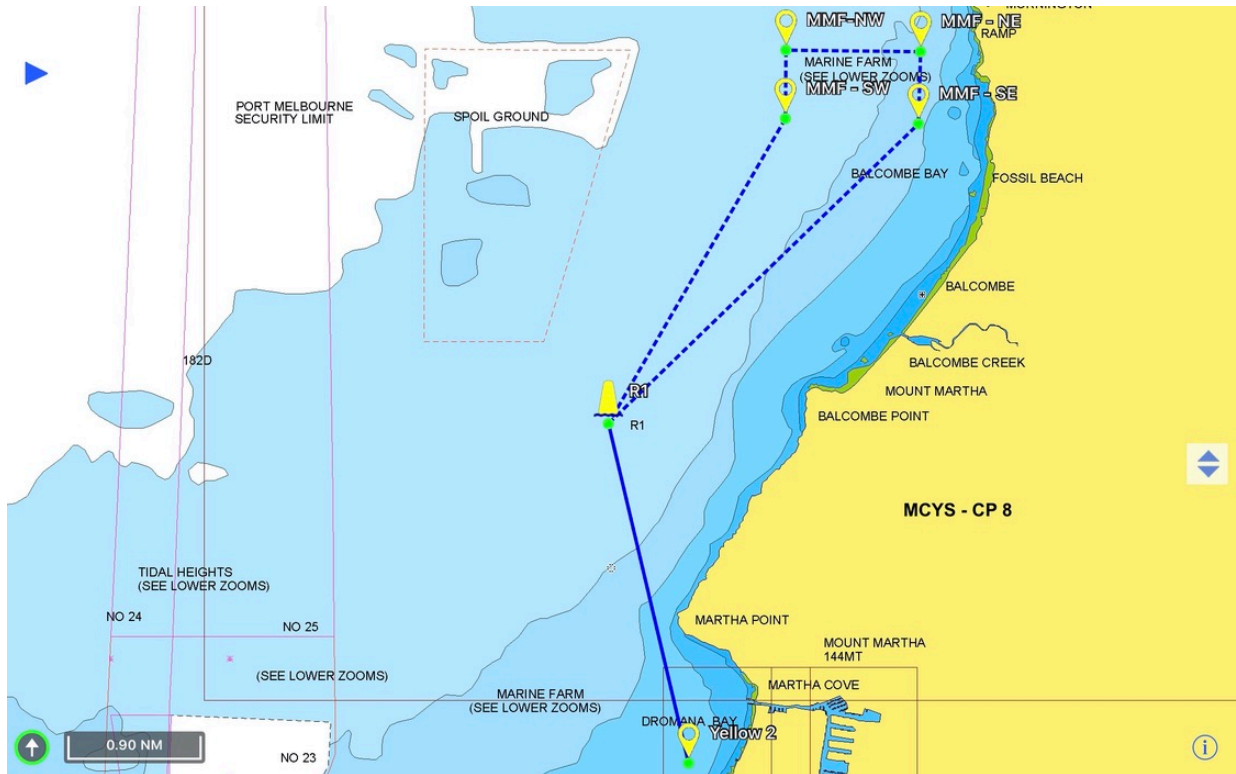 MORNINGTON
MMF-NW
MMF - NE
RAMP
MARINE FARM
(SEE LOWER ZOOMS)
MMF - SW
MMF - SE
PORT MELBOURNE
SECURITY LIMIT
SPOIL GROUND
BALCOMBE BAY
FOSSIL BEACH
BALCOMBE
182D
BALCOMBE CREEK
R1
MOUNT MARTHA
R1
BALCOMBE POINT
MCYS - CP 8
TIDAL HEIGHTS
(SEE LOWER ZOOMS)
NO 24
NO 25
MARTHA POINT
MOUNT MARTHA
144MT
(SEE LOWER ZOOMS)
MARTHA COVE
MARINE FARM
(SEE LOWER ZOOMS)
DROMANA BAY
Yellow 2
0.90 NM
NO 23
i